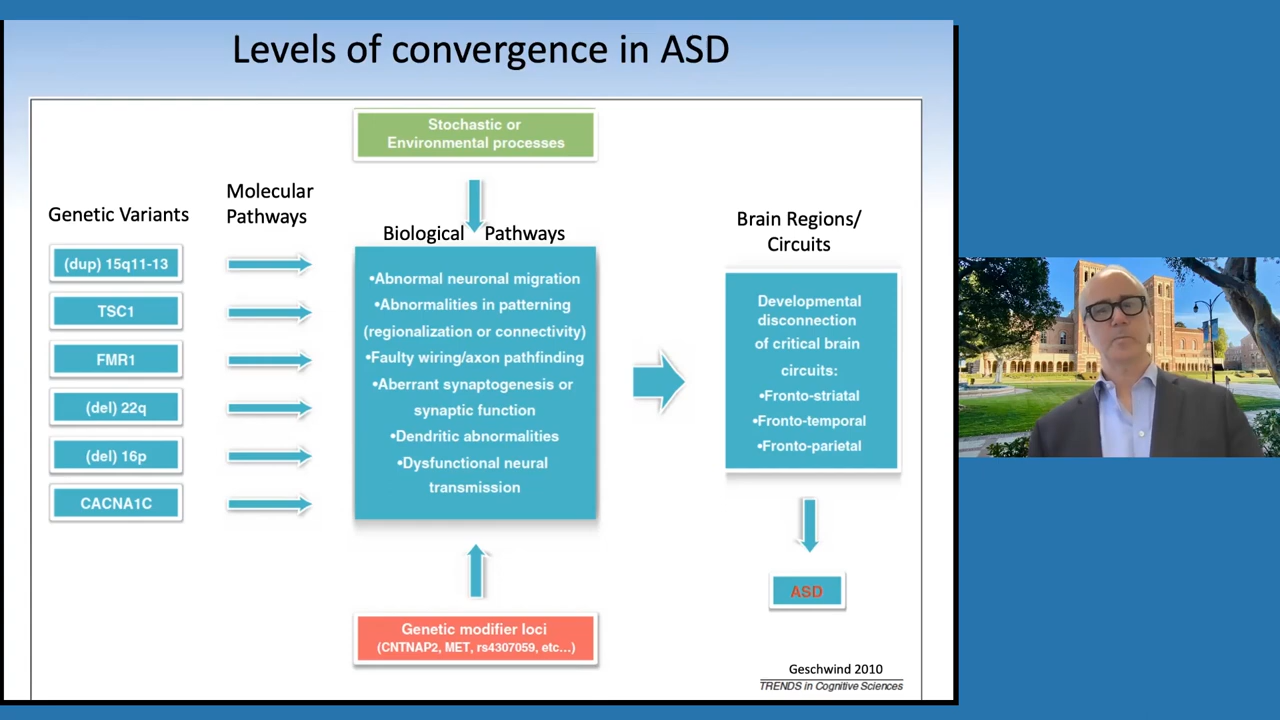 Levels of convergence in ASD
Stochastic or
Environmental processes
Genetic Variants
Molecular
Pathways
Biological Pathways
Brain Regions/
Circuits
(dup) 15q11-13
TSC1
FMR1
(del) 22q
(del) 16p
CACNA1C
•Abnormal neuronal migration
•Abnormalities in patterning
(regionalization or connectivity)
•Faulty wiring/axon pathfinding
•Aberrant synaptogenesis or
synaptic function
•Dendritic abnormalities
•Dysfunctional neural
transmission
Developmental
disconnection
of critical brain
circuits:
•Fronto-striatal
•Fronto-temporal
•Fronto-parietal
ASD
Genetic modifier loci
(CNTNAP2, MET, rs4307059, etc...)
Geschwind 2010
TRENDS in Cognitive Sciences